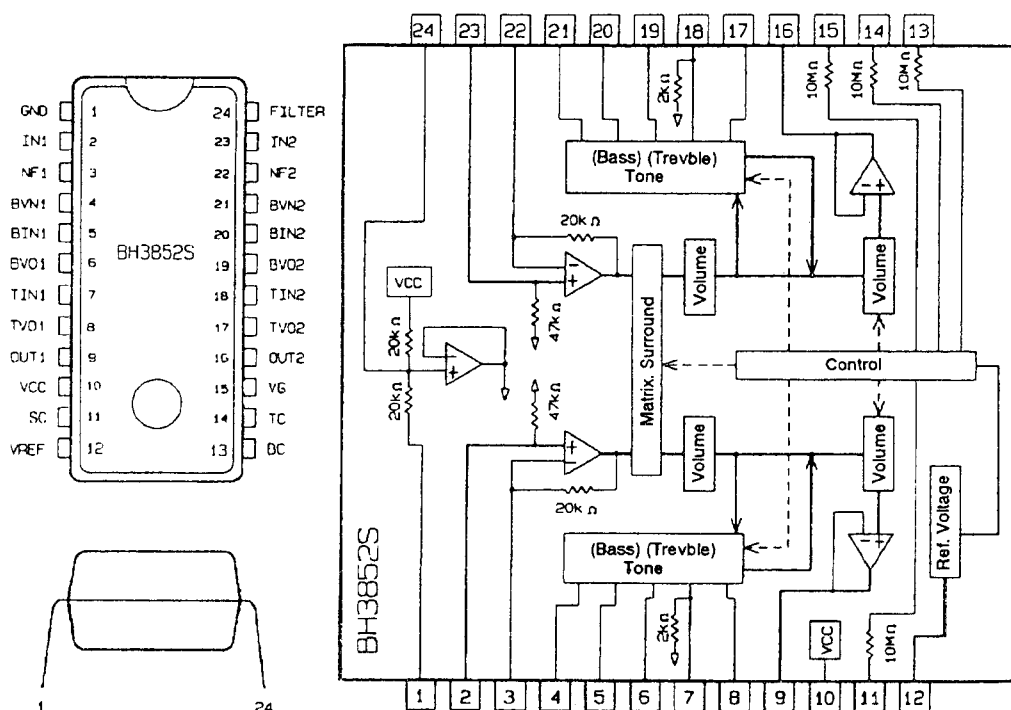 GND 1 24 FILTER
IN1 2 23 IN2
NF1 3 22 NF2
BVN1 4 21 BVN2
BIN1 5 20 BIN2
BH3852S
BVO1 6 19 BVO2
TIN1 7 18 TIN2
TVO1 8 17 TVO2
OUT1 9 16 OUT2
VCC 10 15 VG
SC 11 14 TC
VREF 12 13 BC
1 24
24 23 22 21 20 19 18 17 16 15 14 13
2kΩ
10MΩ 10MΩ 10MΩ
(Bass) (Trevble)
Tone
20kΩ
- +
-
+
VCC
Volume
Volume
47kΩ
20kΩ
-
+
20kΩ
Matrix. Surround
Control
47kΩ
+
-
Volume
Volume
20kΩ
Ref. Voltage
- +
(Bass) (Trevble)
Tone
2kΩ
VCC
10MΩ
BH3852S
1 2 3 4 5 6 7 8 9 10 11 12